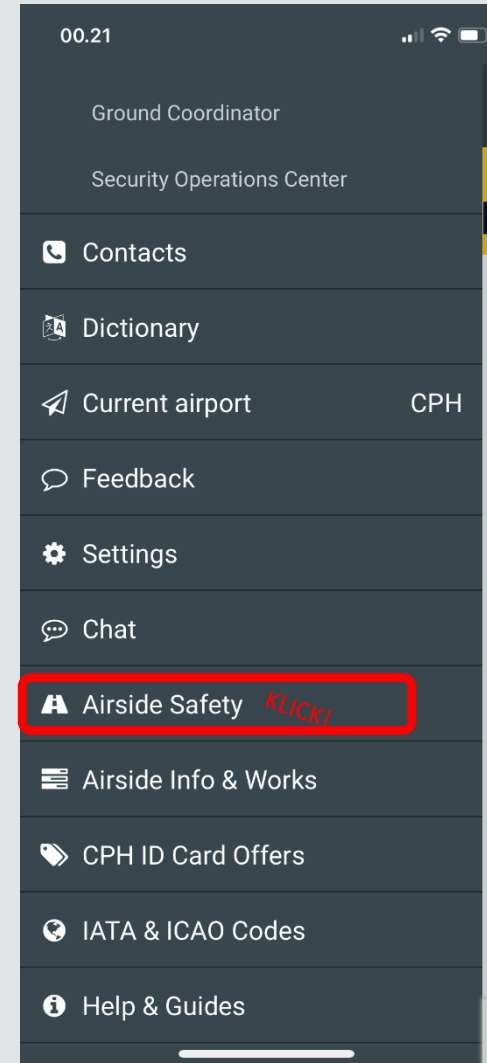 00.21
Ground Coordinator
Security Operations Center
Contacts
Dictionary
Current airport CPH
Feedback
Settings
Chat
Airside Safety KLICK!
Airside Info & Works
CPH ID Card Offers
IATA & ICAO Codes
Help & Guides